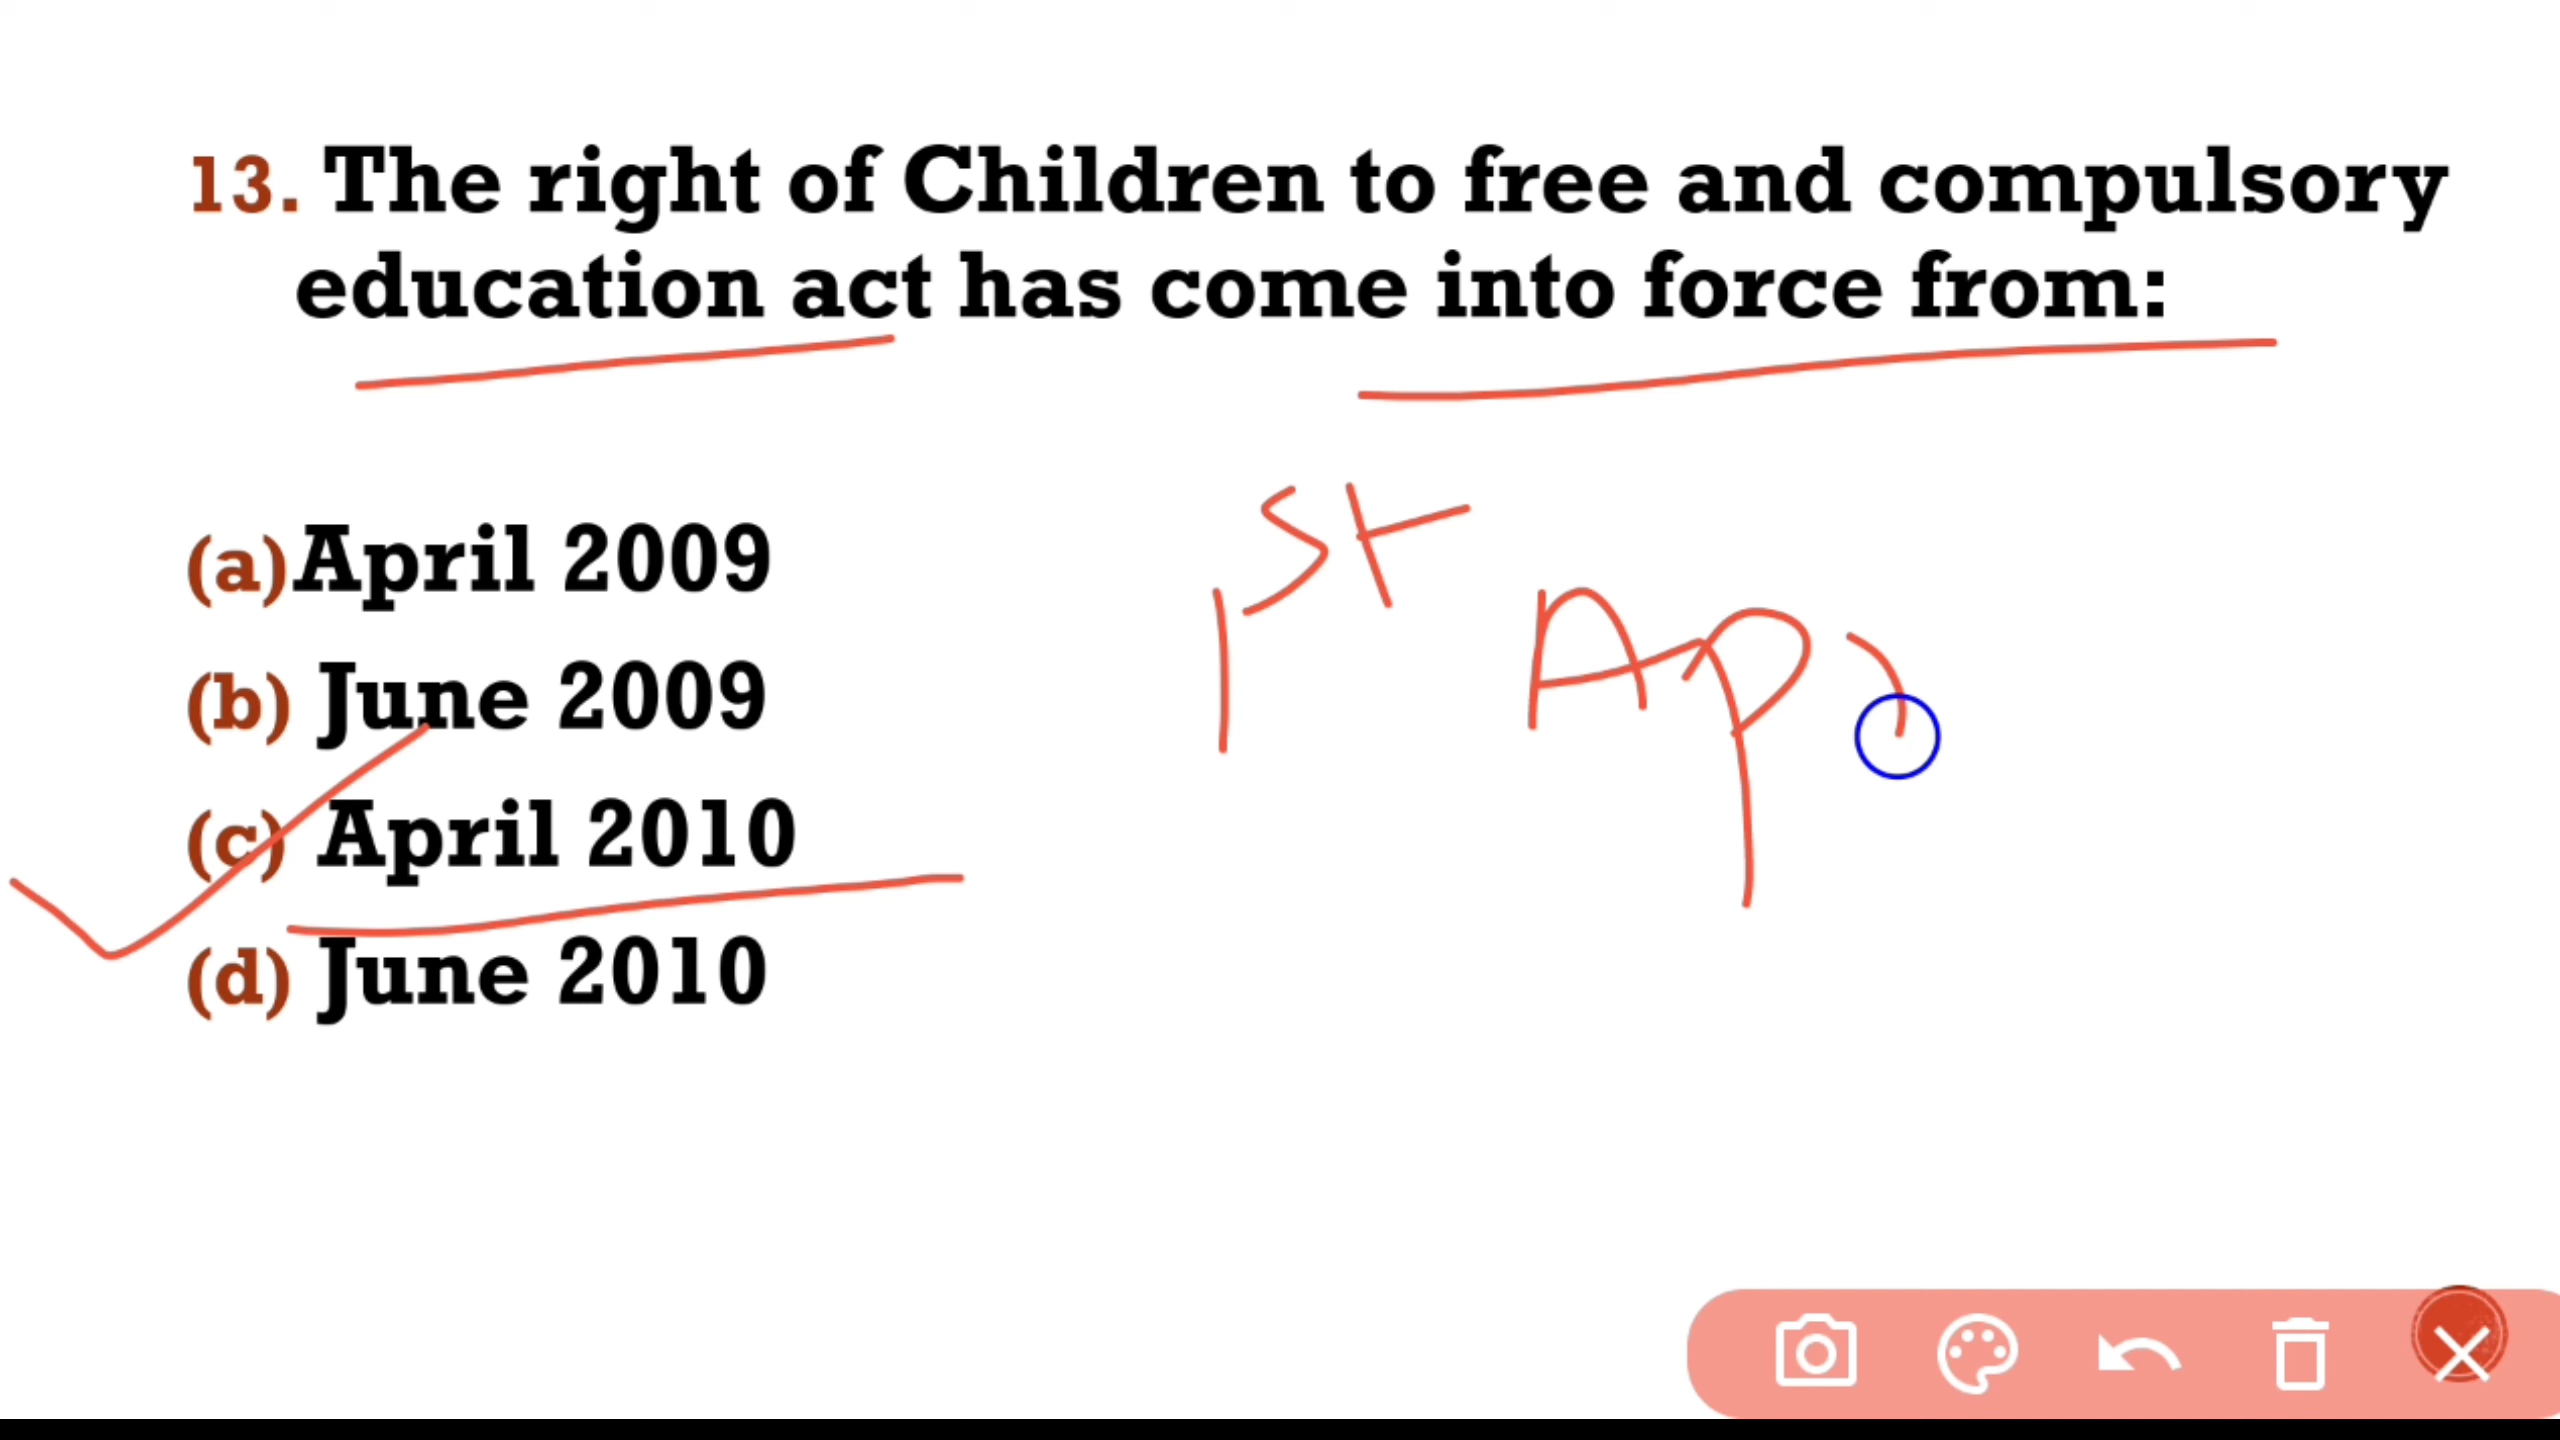 13. The right of Children to free and compulsory
education act has come into force from:
(a) April 2009
(b) June 2009
(c) April 2010
(d) June 2010
1st Ap